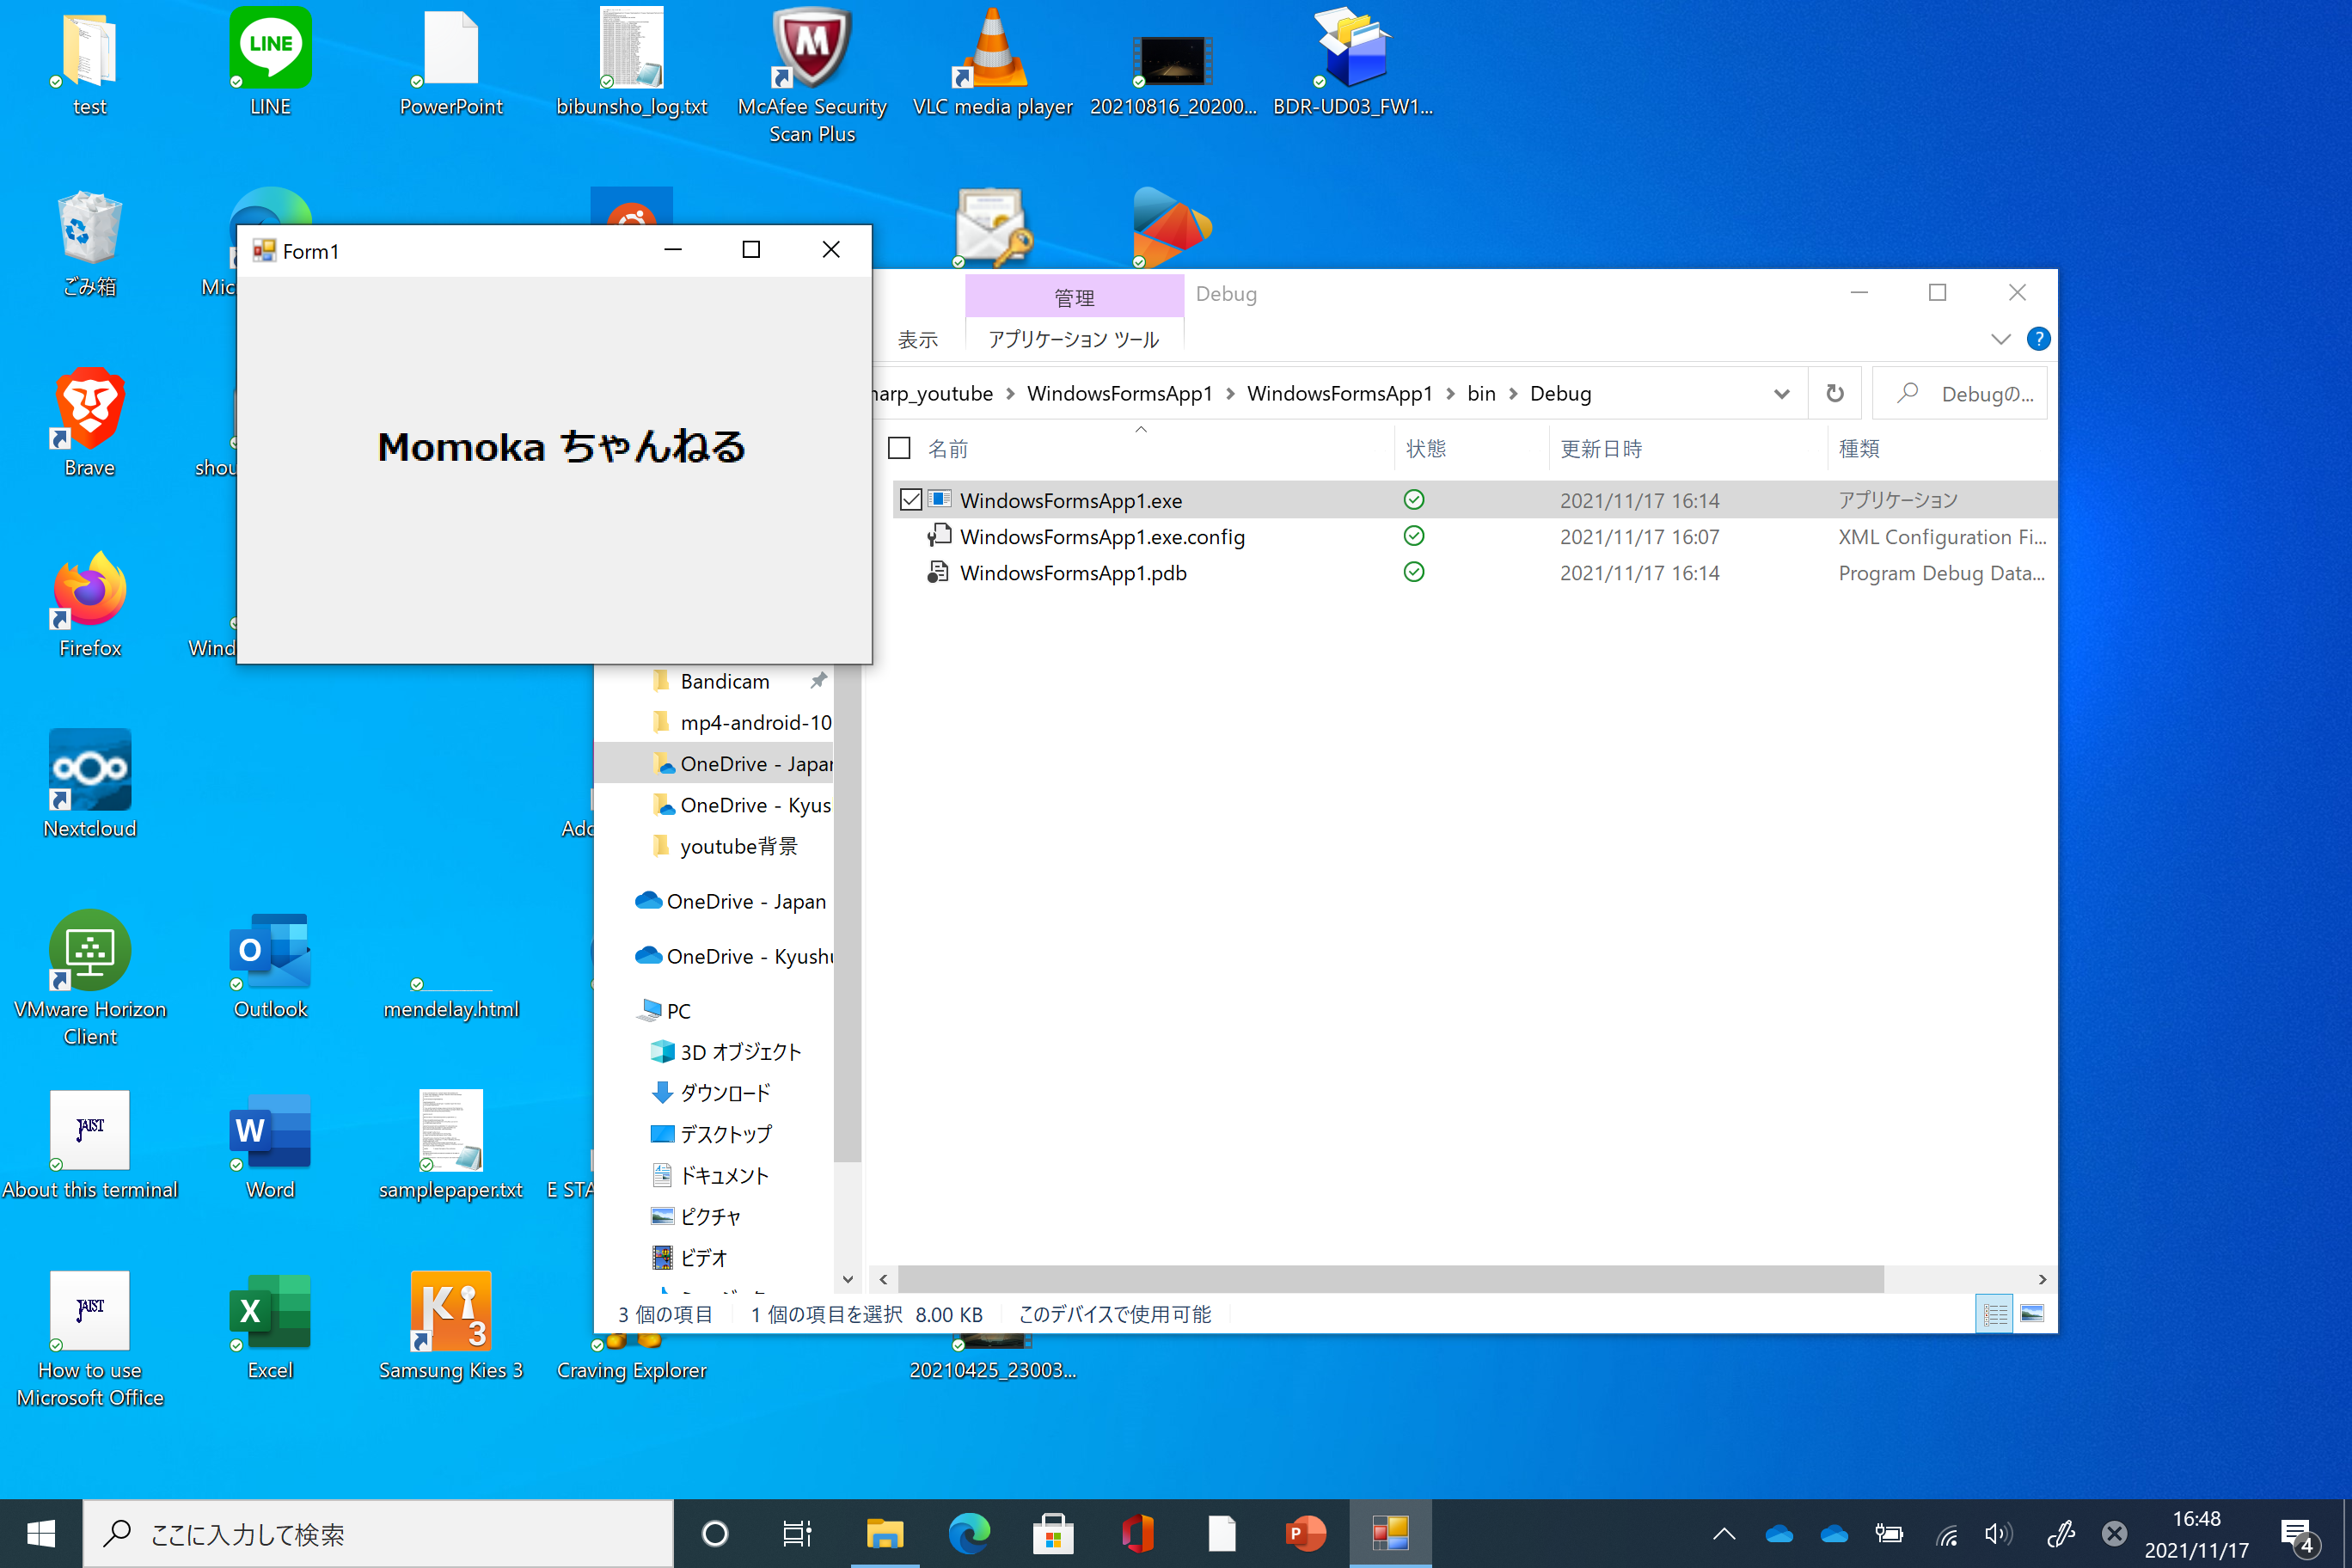 test
LINE
LINE
PowerPoint
bibunsho_log.txt
McAfee Security
Scan Plus
VLC media player
20210816_20200...
BDR-UD03_FW1...
ごみ箱
Mic
Brave
shou
Firefox
Wind
Nextcloud
Add
VMware Horizon
Client
Outlook
mendelay.html
JAIST
About this terminal
Word
samplepaper.txt
E STA
JAIST
How to use
Microsoft Office
Excel
Ki 3
Samsung Kies 3
Craving Explorer
20210425_23003...
Form1
Momoka ちゃんねる
管理
Debug
表示
アプリケーション ツール
harp_youtube > WindowsFormsApp1 > WindowsFormsApp1 > bin > Debug
Debugの...
名前
状態
更新日時
種類
WindowsFormsApp1.exe
2021/11/17 16:14
アプリケーション
WindowsFormsApp1.exe.config
2021/11/17 16:07
XML Configuration Fi...
WindowsFormsApp1.pdb
2021/11/17 16:14
Program Debug Data...
Bandicam
mp4-android-10
OneDrive - Japan
OneDrive - Kyus
youtube背景
OneDrive - Japan
OneDrive - Kyushu
PC
3D オブジェクト
ダウンロード
デスクトップ
ドキュメント
ピクチャ
ビデオ
3 個の項目
1 個の項目を選択 8.00 KB
このデバイスで使用可能
ここに入力して検索
16:48
2021/11/17
4